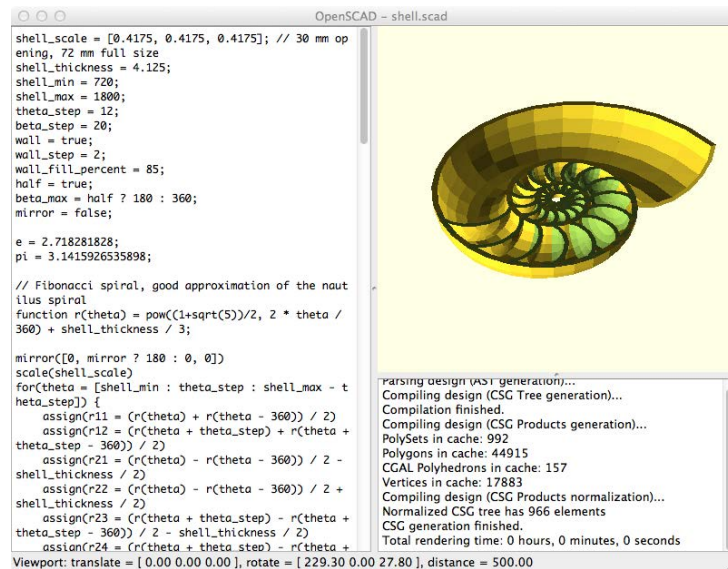 OpenSCAD – shell.scad
shell_scale = [0.4175, 0.4175, 0.4175]; // 30 mm op
ening, 72 mm full size
shell_thickness = 4.125;
shell_min = 720;
shell_max = 1800;
theta_step = 12;
beta_step = 20;
wall = true;
wall_step = 2;
wall_fill_percent = 85;
half = true;
beta_max = half ? 180 : 360;
mirror = false;
e = 2.718281828;
pi = 3.1415926535898;
// Fibonacci spiral, good approximation of the naut
ilus spiral
function r(theta) = pow((1+sqrt(5))/2, 2 * theta /
360) + shell_thickness / 3;
mirror([0, mirror ? 180 : 0, 0])
scale(shell_scale)
for(theta = [shell_min : theta_step : shell_max - t
heta_step]) {
assign(r11 = (r(theta) + r(theta - 360)) / 2)
assign(r12 = (r(theta + theta_step) + r(theta +
theta_step - 360)) / 2)
assign(r21 = (r(theta) - r(theta - 360)) / 2 -
shell_thickness / 2)
assign(r22 = (r(theta) - r(theta - 360)) / 2 +
shell_thickness / 2)
assign(r23 = (r(theta + theta_step) - r(theta +
theta_step - 360)) / 2 - shell_thickness / 2)
assign(r24 = (r(theta + theta_step) - r(theta +
Parsing design (AST generation)...
Compiling design (CSG Tree generation)...
Compilation finished.
Compiling design (CSG Products generation)...
PolySets in cache: 992
Polygons in cache: 44915
CGAL Polyhedrons in cache: 157
Vertices in cache: 17883
Compiling design (CSG Products normalization)...
Normalized CSG tree has 966 elements
CSG generation finished.
Total rendering time: 0 hours, 0 minutes, 0 seconds
Viewport: translate = [ 0.00 0.00 0.00 ], rotate = [ 229.30 0.00 27.80 ], distance = 500.00